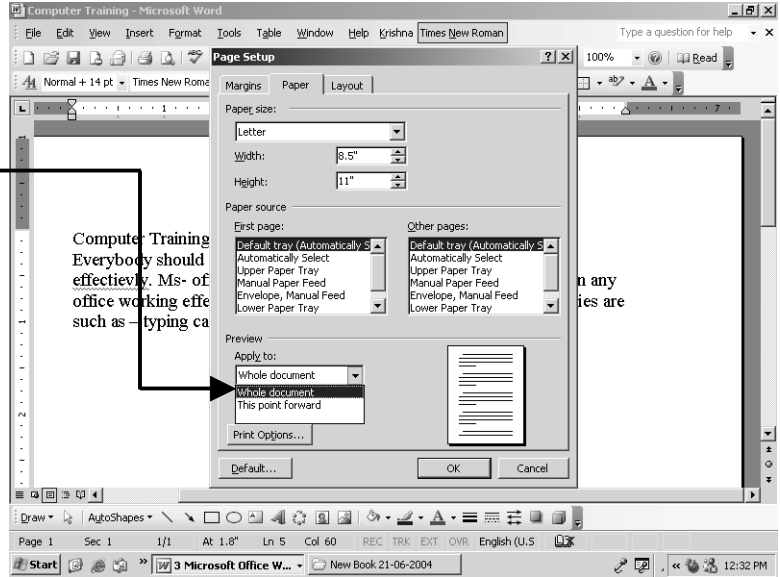 Computer Training - Microsoft Word
File Edit View Insert Format Tools Table Window Help Krishna Times New Roman Type a question for help
Page Setup
100% Read
Normal + 14 pt Times New Roma
Margins Paper Layout
1 7
Paper size:
Letter
Width: 8.5"
Height: 11"
Paper source
First page: Other pages:
Default tray (Automatically S Default tray (Automatically S
Automatically Select Automatically Select
Upper Paper Tray Upper Paper Tray
Manual Paper Feed Manual Paper Feed
Envelope, Manual Feed Envelope, Manual Feed
Lower Paper Tray Lower Paper Tray
Computer Training
Everybody should
effectievly. Ms- of n any
office working effe ies are
such as – typing ca
Preview
Apply to:
Whole document
Whole document
This point forward
Print Options...
Default... OK Cancel
Draw AutoShapes
Page 1 Sec 1 1/1 At 1.8" Ln 5 Col 60 REC TRK EXT OVR English (U.S
Start 3 Microsoft Office W... New Book 21-06-2004 12:32 PM